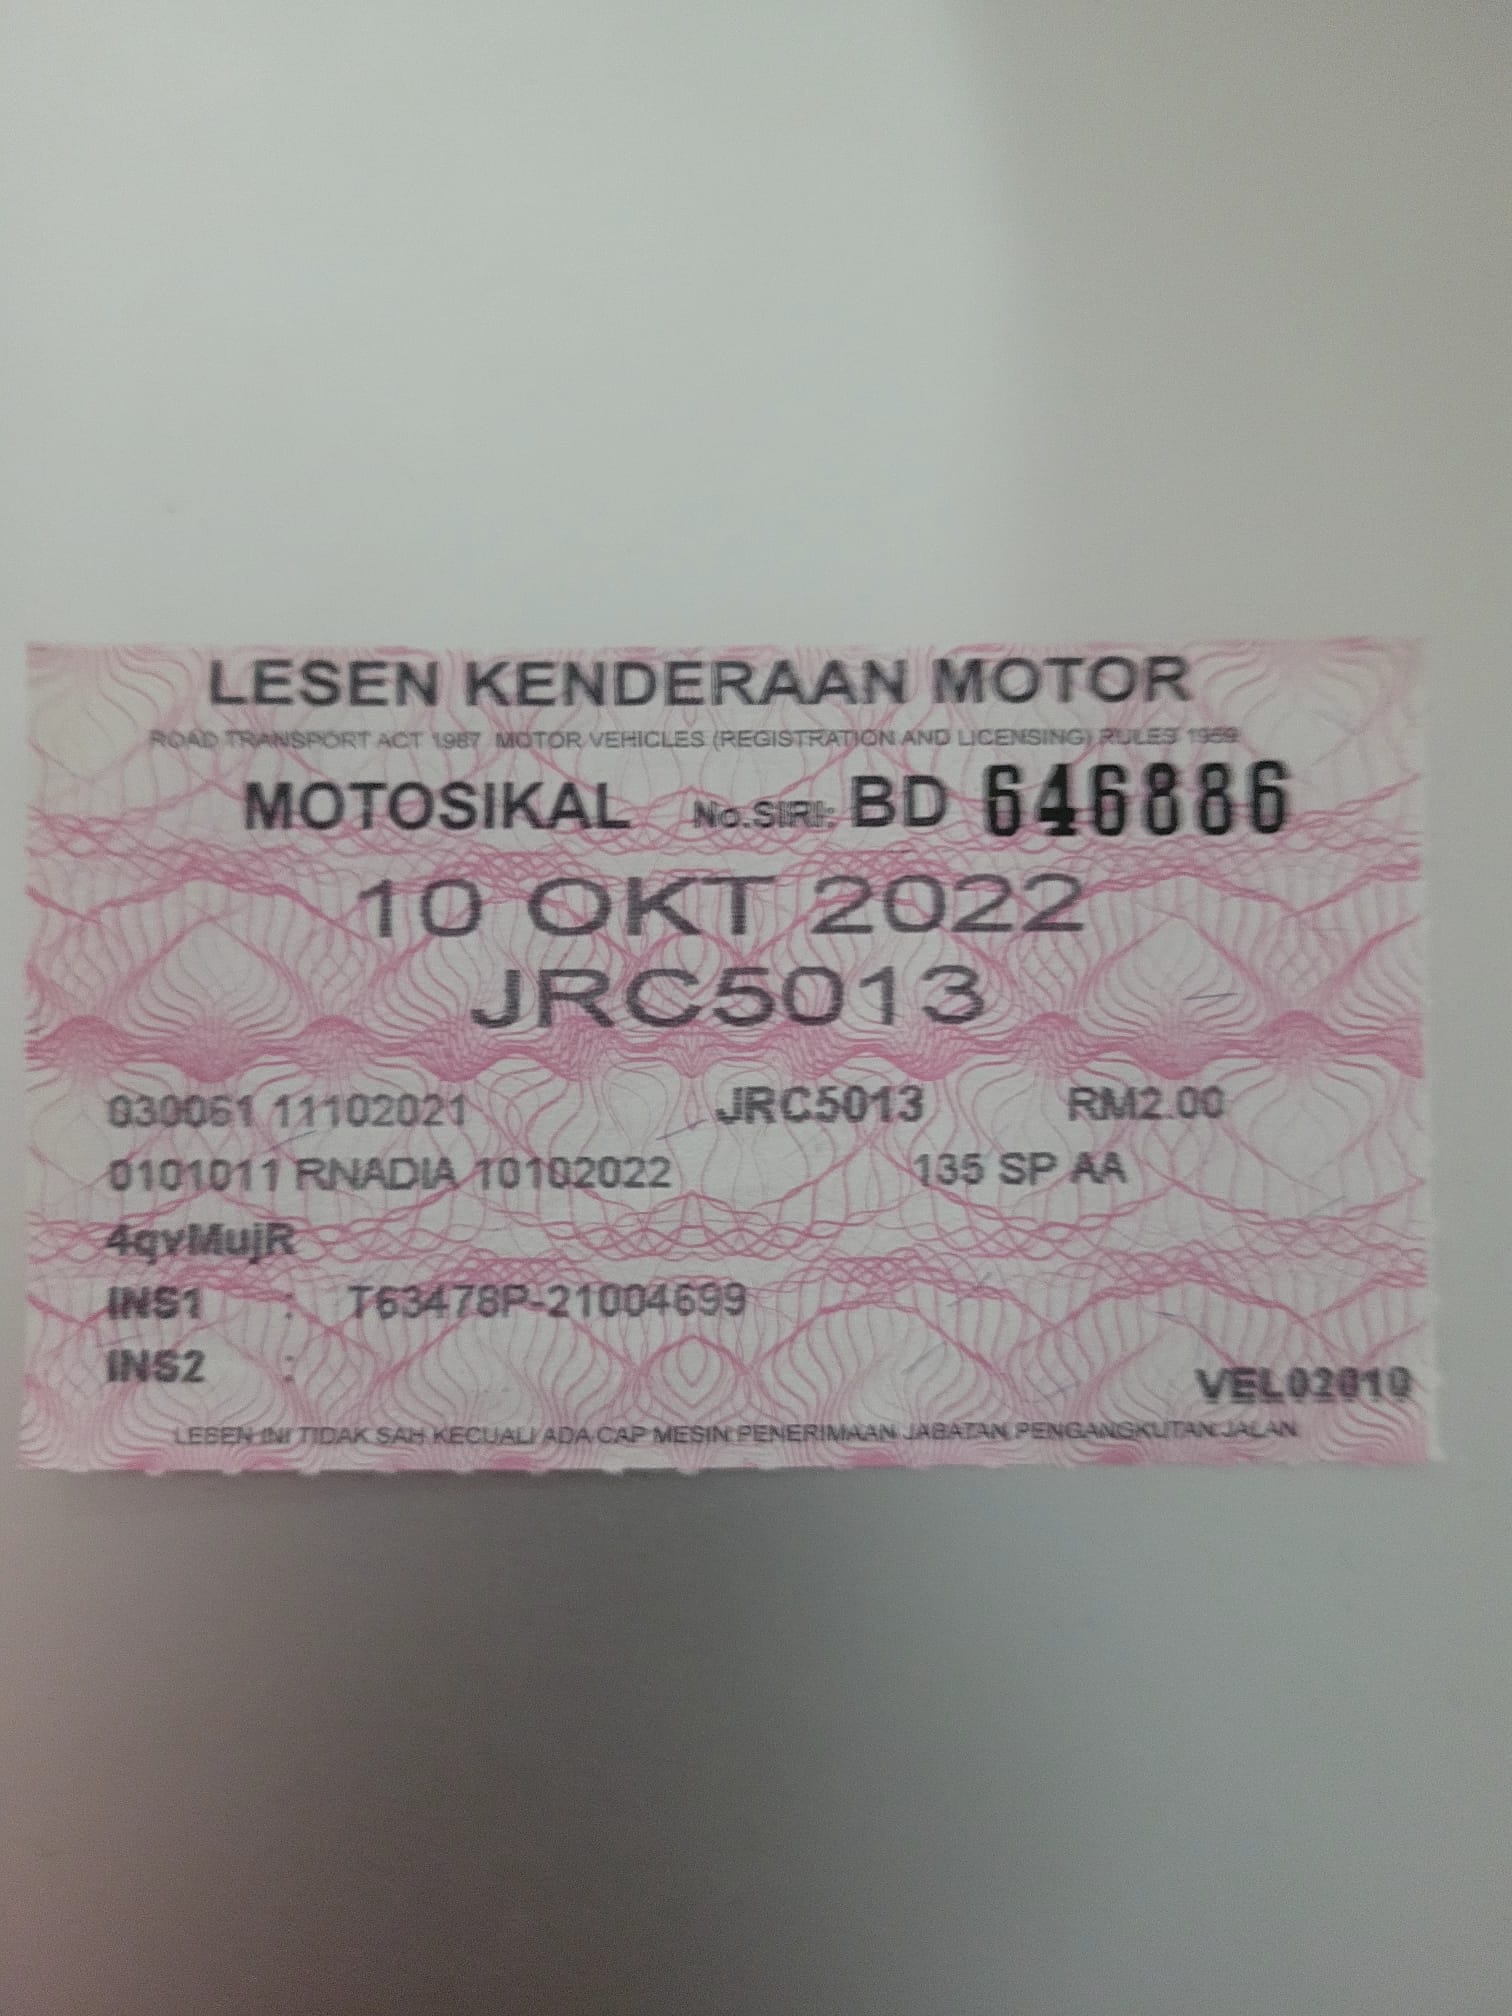 LESEN KENDERAAN MOTOR
ROAD TRANSPORT ACT 1987 MOTOR VEHICLES (REGISTRATION AND LICENSING) RULES 1959
MOTOSIKAL No.SIRI: BD 646886
10 OKT 2022
JRC5013
030061 11102021 JRC5013 RM2.00
0101011 RNADIA 10102022 135 SP AA
4qvMujR
INS1 : T63478P-21004699
INS2 :
VEL02010
LESEN INI TIDAK SAH KECUALI ADA CAP MESIN PENERIMAAN JABATAN PENGANGKUTAN JALAN